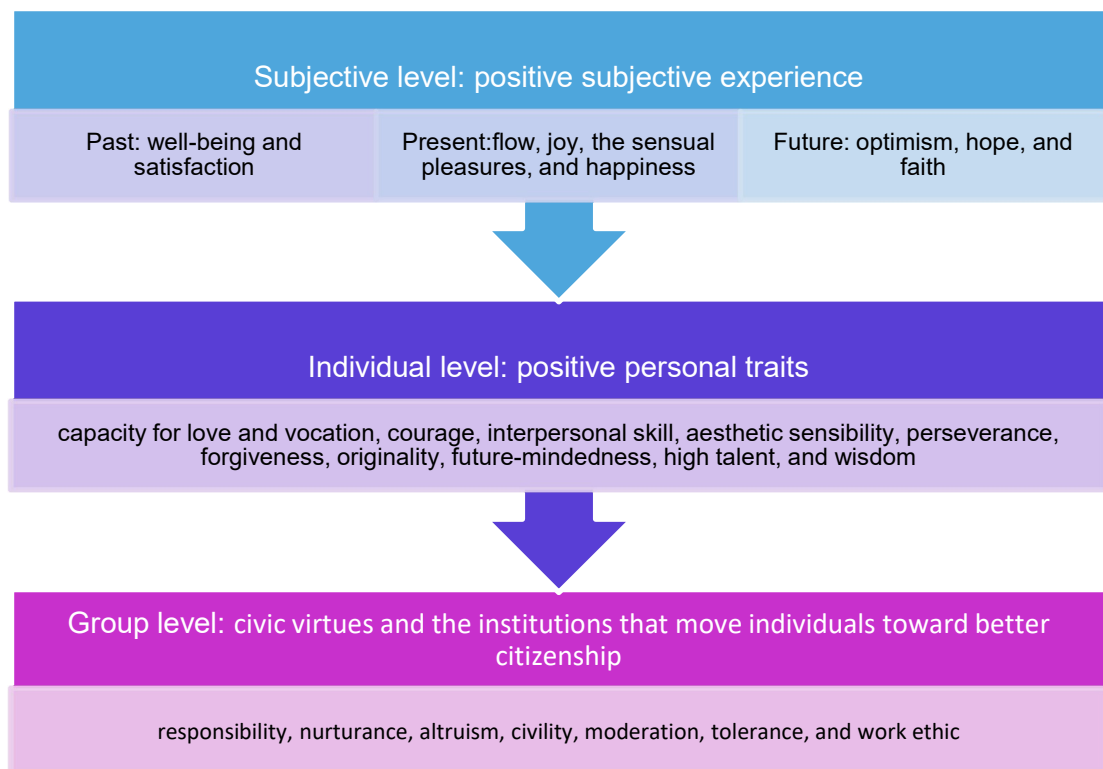 Subjective level: positive subjective experience
Past: well-being and
satisfaction
Present:flow, joy, the sensual
pleasures, and happiness
Future: optimism, hope, and
faith
Individual level: positive personal traits
capacity for love and vocation, courage, interpersonal skill, aesthetic sensibility, perseverance,
forgiveness, originality, future-mindedness, high talent, and wisdom
Group level: civic virtues and the institutions that move individuals toward better
citizenship
responsibility, nurturance, altruism, civility, moderation, tolerance, and work ethic